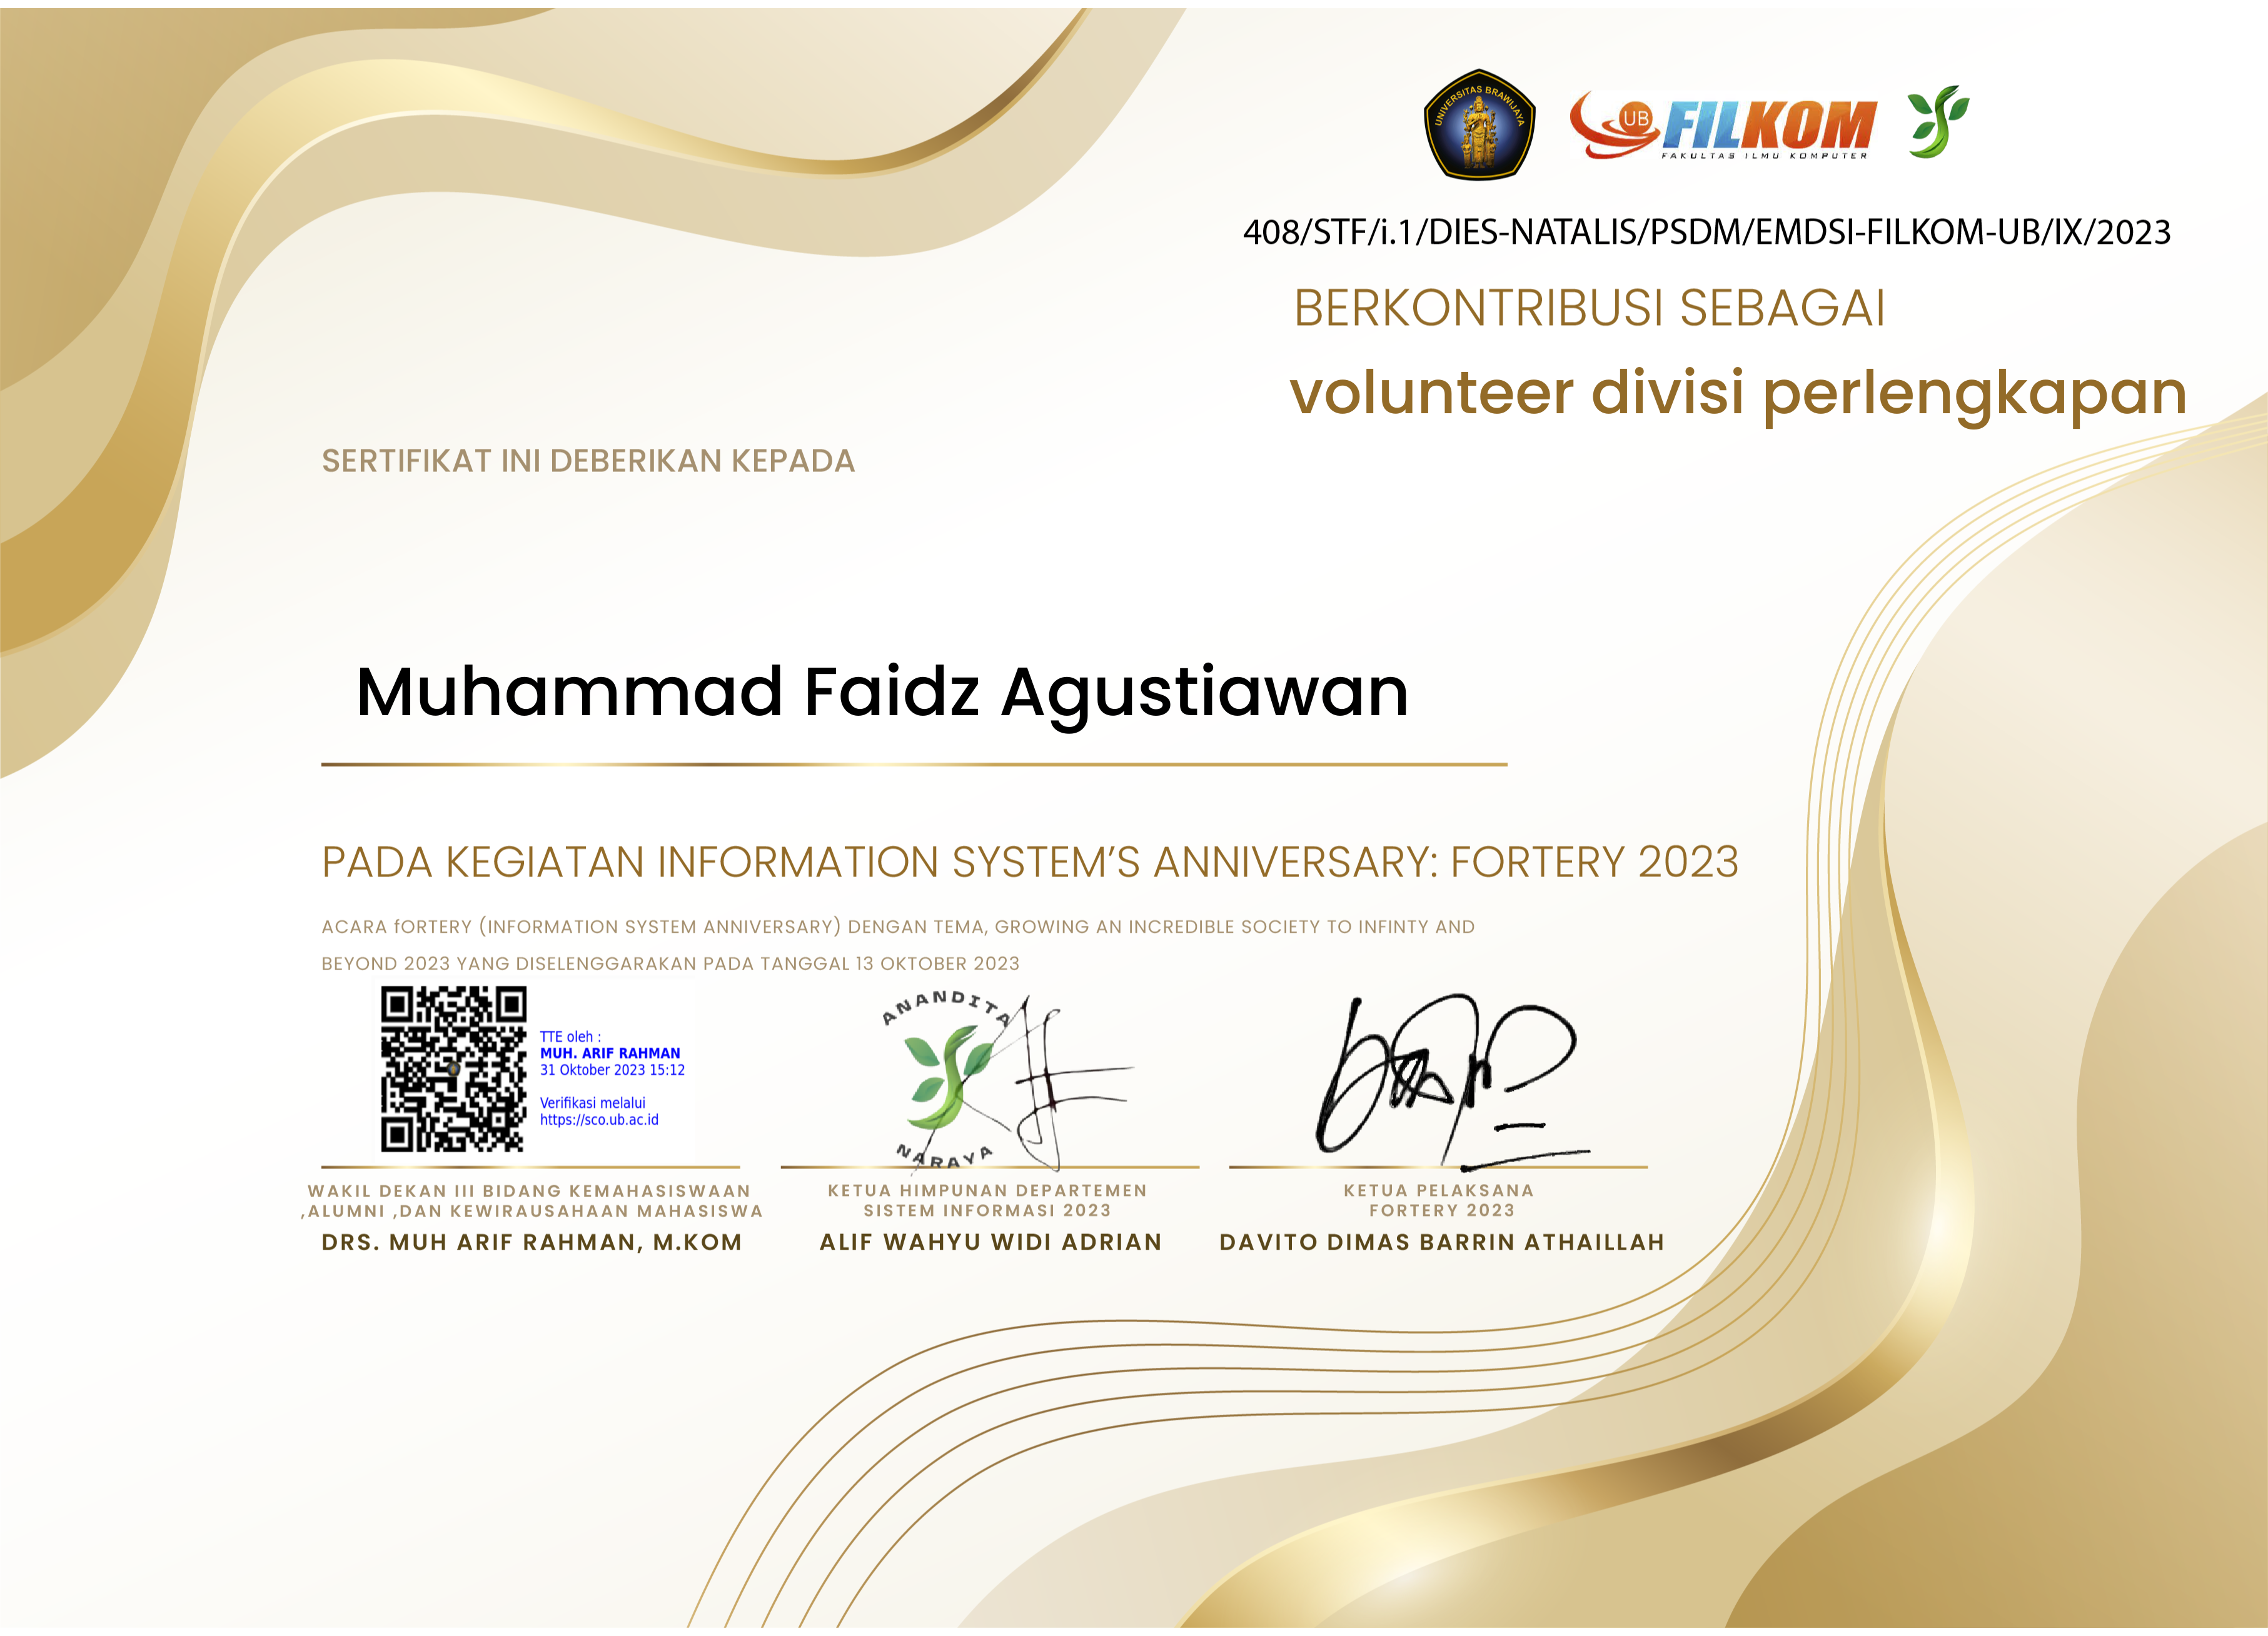 UNIVERSITAS BRAWIJAYA
UB FILKOM
FAKULTAS ILMU KOMPUTER
408/STF/i.1/DIES-NATALIS/PSDM/EMDSI-FILKOM-UB/IX/2023
BERKONTRIBUSI SEBAGAI
volunteer divisi perlengkapan
SERTIFIKAT INI DEBERIKAN KEPADA
Muhammad Faidz Agustiawan
PADA KEGIATAN INFORMATION SYSTEM’S ANNIVERSARY: FORTERY 2023
ACARA fORTERY (INFORMATION SYSTEM ANNIVERSARY) DENGAN TEMA, GROWING AN INCREDIBLE SOCIETY TO INFINTY AND
BEYOND 2023 YANG DISELENGGARAKAN PADA TANGGAL 13 OKTOBER 2023
TTE oleh :
MUH. ARIF RAHMAN
31 Oktober 2023 15:12
Verifikasi melalui
https://sco.ub.ac.id
ANANDITA
NARAYA
WAKIL DEKAN III BIDANG KEMAHASISWAAN
,ALUMNI ,DAN KEWIRAUSAHAAN MAHASISWA
DRS. MUH ARIF RAHMAN, M.KOM
KETUA HIMPUNAN DEPARTEMEN
SISTEM INFORMASI 2023
ALIF WAHYU WIDI ADRIAN
KETUA PELAKSANA
FORTERY 2023
DAVITO DIMAS BARRIN ATHAILLAH